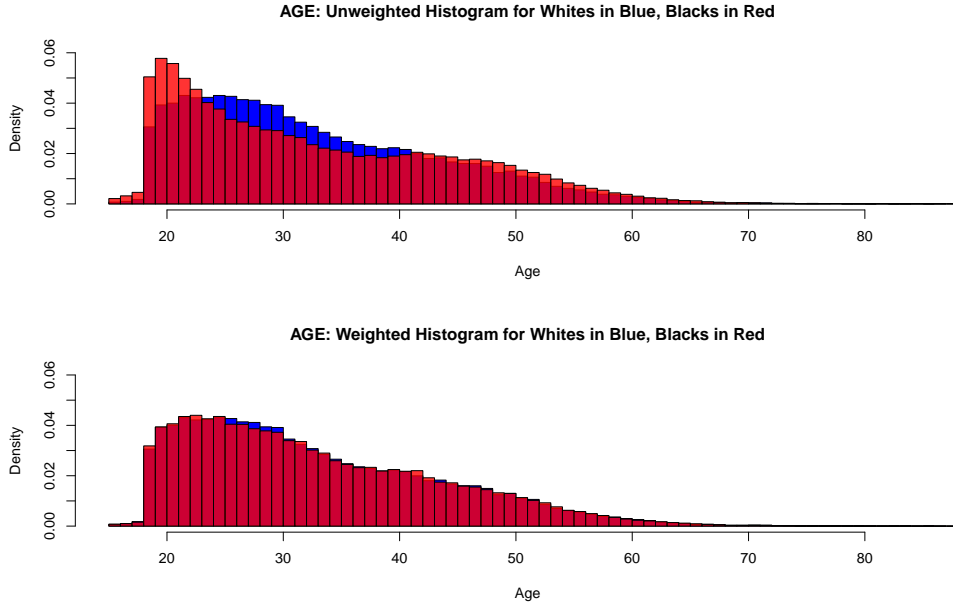 AGE: Unweighted Histogram for Whites in Blue, Blacks in Red
Density
0.00
0.02
0.04
0.06
20 30 40 50 60 70 80
Age
AGE: Weighted Histogram for Whites in Blue, Blacks in Red
Density
0.00
0.02
0.04
0.06
20 30 40 50 60 70 80
Age